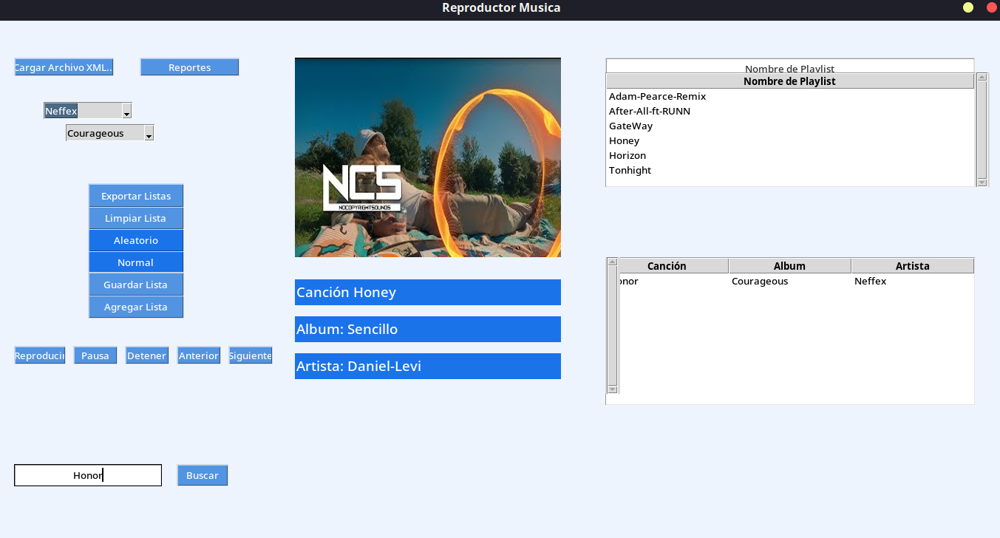 Reproductor Musica
Cargar Archivo XML..
Reportes
Neffex
Courageous
Exportar Listas
Limpiar Lista
Aleatorio
Normal
Guardar Lista
Agregar Lista
Reproducir
Pausa
Detener
Anterior
Siguiente
Honor
Buscar
NCS
NOCOPYRIGHTSOUNDS
Canción Honey
Album: Sencillo
Artista: Daniel-Levi
Nombre de Playlist
Nombre de Playlist
Adam-Pearce-Remix
After-All-ft-RUNN
GateWay
Honey
Horizon
Tonhight
Canción Album Artista
onor Courageous Neffex